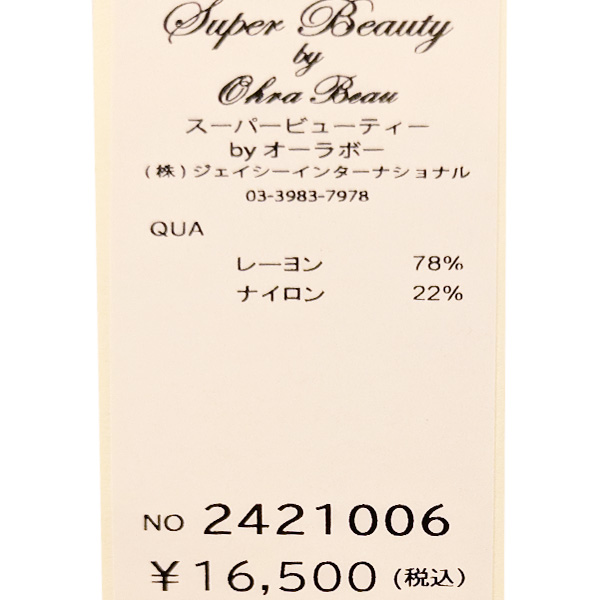 Super Beauty
by
Ohra Beau
スーパービューティー
by オーラボー
(株)ジェイシーインターナショナル
03-3983-7978
QUA
レーヨン 78%
ナイロン 22%
NO 2421006
¥16,500(税込)